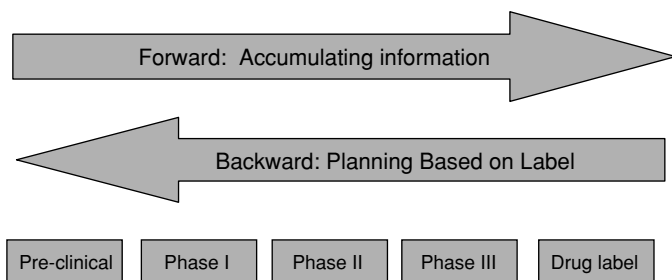 Forward: Accumulating information
Backward: Planning Based on Label
Pre-clinical
Phase I
Phase II
Phase III
Drug label